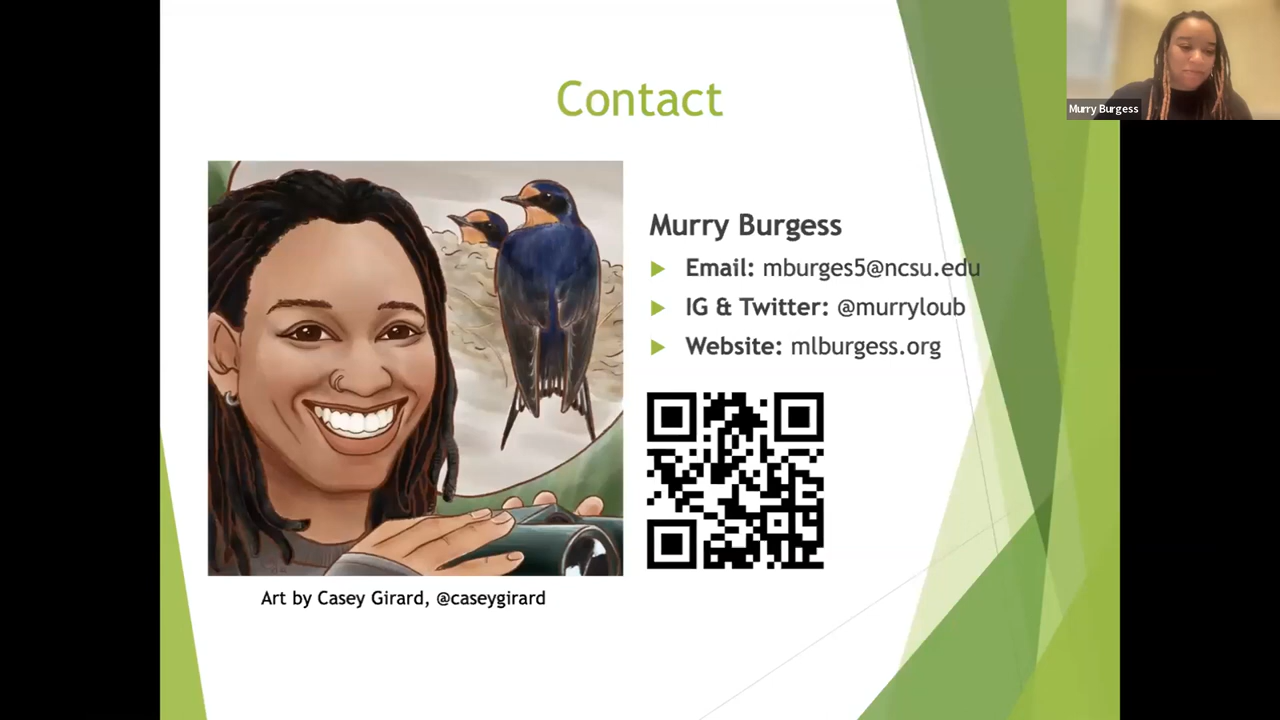 Contact
Murry Burgess
Murry Burgess
Email: mburges5@ncsu.edu
IG & Twitter: @murryloub
Website: mlburgess.org
Art by Casey Girard, @caseygirard